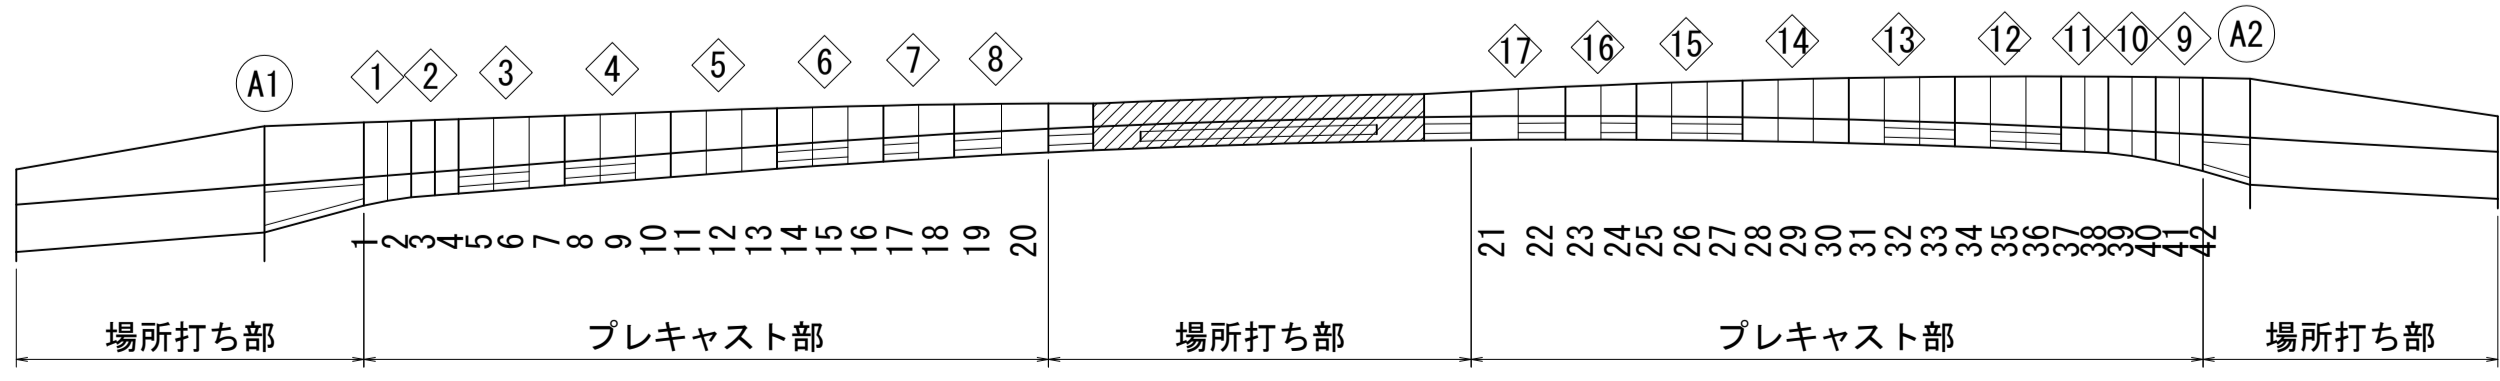 A1 1 2 3 4 5 6 7 8 17 16 15 14 13 12 11 10 9 A2
1 2 3 4 5 6 7 8 9 10 11 12 13 14 15 16 17 18 19 20 21 22 23 24 25 26 27 28 29 30 31 32 33 34 35 36 37 38 39 40 41 42
場所打ち部 プレキャスト部 場所打ち部 プレキャスト部 場所打ち部